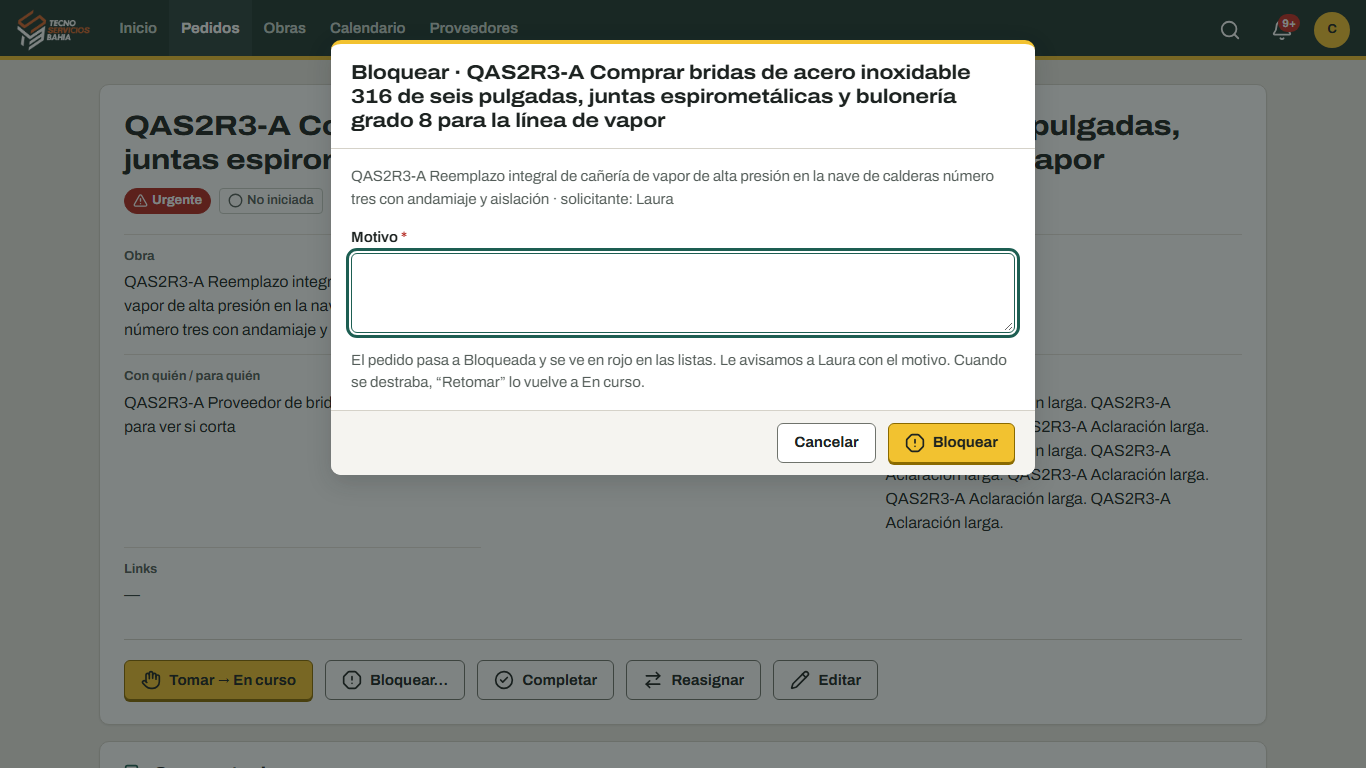 TECNO
SERVICIOS
BAHIA
Inicio
Pedidos
Obras
Calendario
Proveedores
9+
C
Bloquear · QAS2R3-A Comprar bridas de acero inoxidable
316 de seis pulgadas, juntas espirometálicas y bulonería
grado 8 para la línea de vapor
QAS2R3-A Reemplazo integral de cañería de vapor de alta presión en la nave de calderas número
tres con andamiaje y aislación · solicitante: Laura
Motivo *
El pedido pasa a Bloqueada y se ve en rojo en las listas. Le avisamos a Laura con el motivo. Cuando
se destraba, “Retomar” lo vuelve a En curso.
Cancelar
Bloquear
QAS2R3-A
pulgadas,
juntas
Urgente
No iniciada
Obra
QAS2R3-A Reemplazo
vapor de alta presión en la
número tres con andamiaje y
Con quién / para quién
QAS2R3-A Proveedor de
para ver si corta
larga. QAS2R3-A
Aclaración larga.
larga. QAS2R3-A
Aclaración larga. QAS2R3-A Aclaración larga.
QAS2R3-A Aclaración larga. QAS2R3-A
Aclaración larga.
Links
—
Tomar → En curso
Bloquear...
Completar
Reasignar
Editar